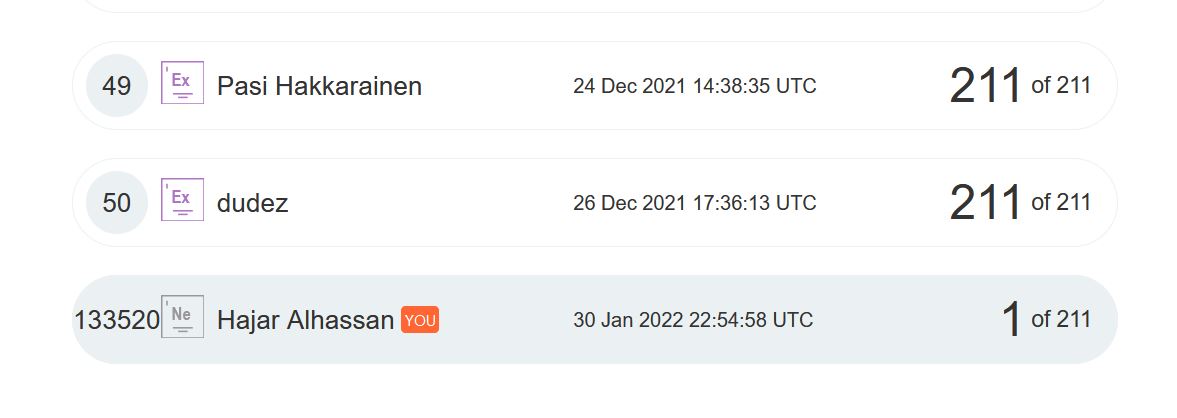 49 Ex Pasi Hakkarainen 24 Dec 2021 14:38:35 UTC 211 of 211
50 Ex dudez 26 Dec 2021 17:36:13 UTC 211 of 211
133520 Ne Hajar Alhassan YOU 30 Jan 2022 22:54:58 UTC 1 of 211